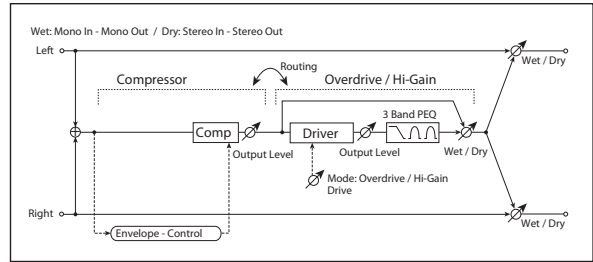 Wet: Mono In - Mono Out / Dry: Stereo In - Stereo Out
Left
Wet / Dry
Routing
Compressor
Overdrive / Hi-Gain
3 Band PEQ
Comp
Driver
Output Level
Output Level
Wet / Dry
Mode: Overdrive / Hi-Gain
Drive
Right
Wet / Dry
Envelope - Control